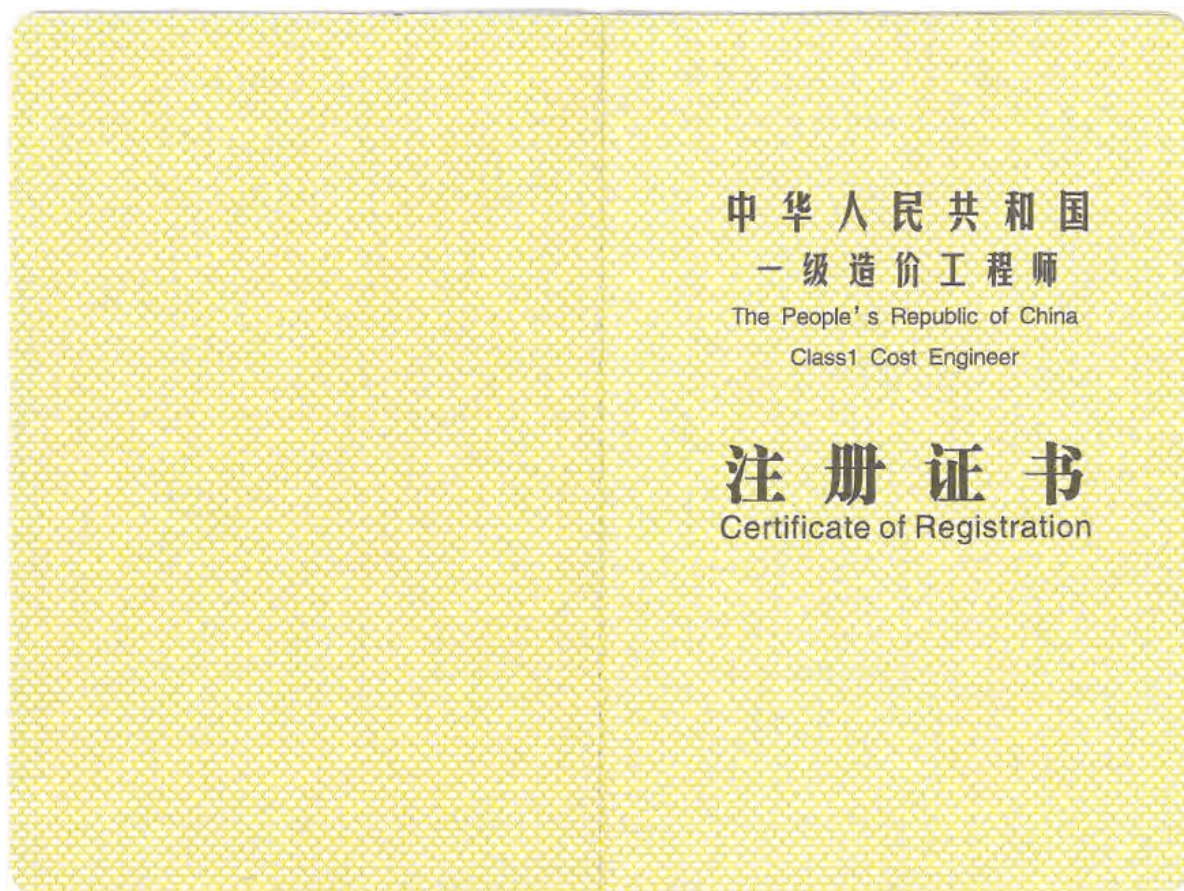 中华人民共和国
一级造价工程师
The People's Republic of China
Class1 Cost Engineer
注册证书
Certificate of Registration